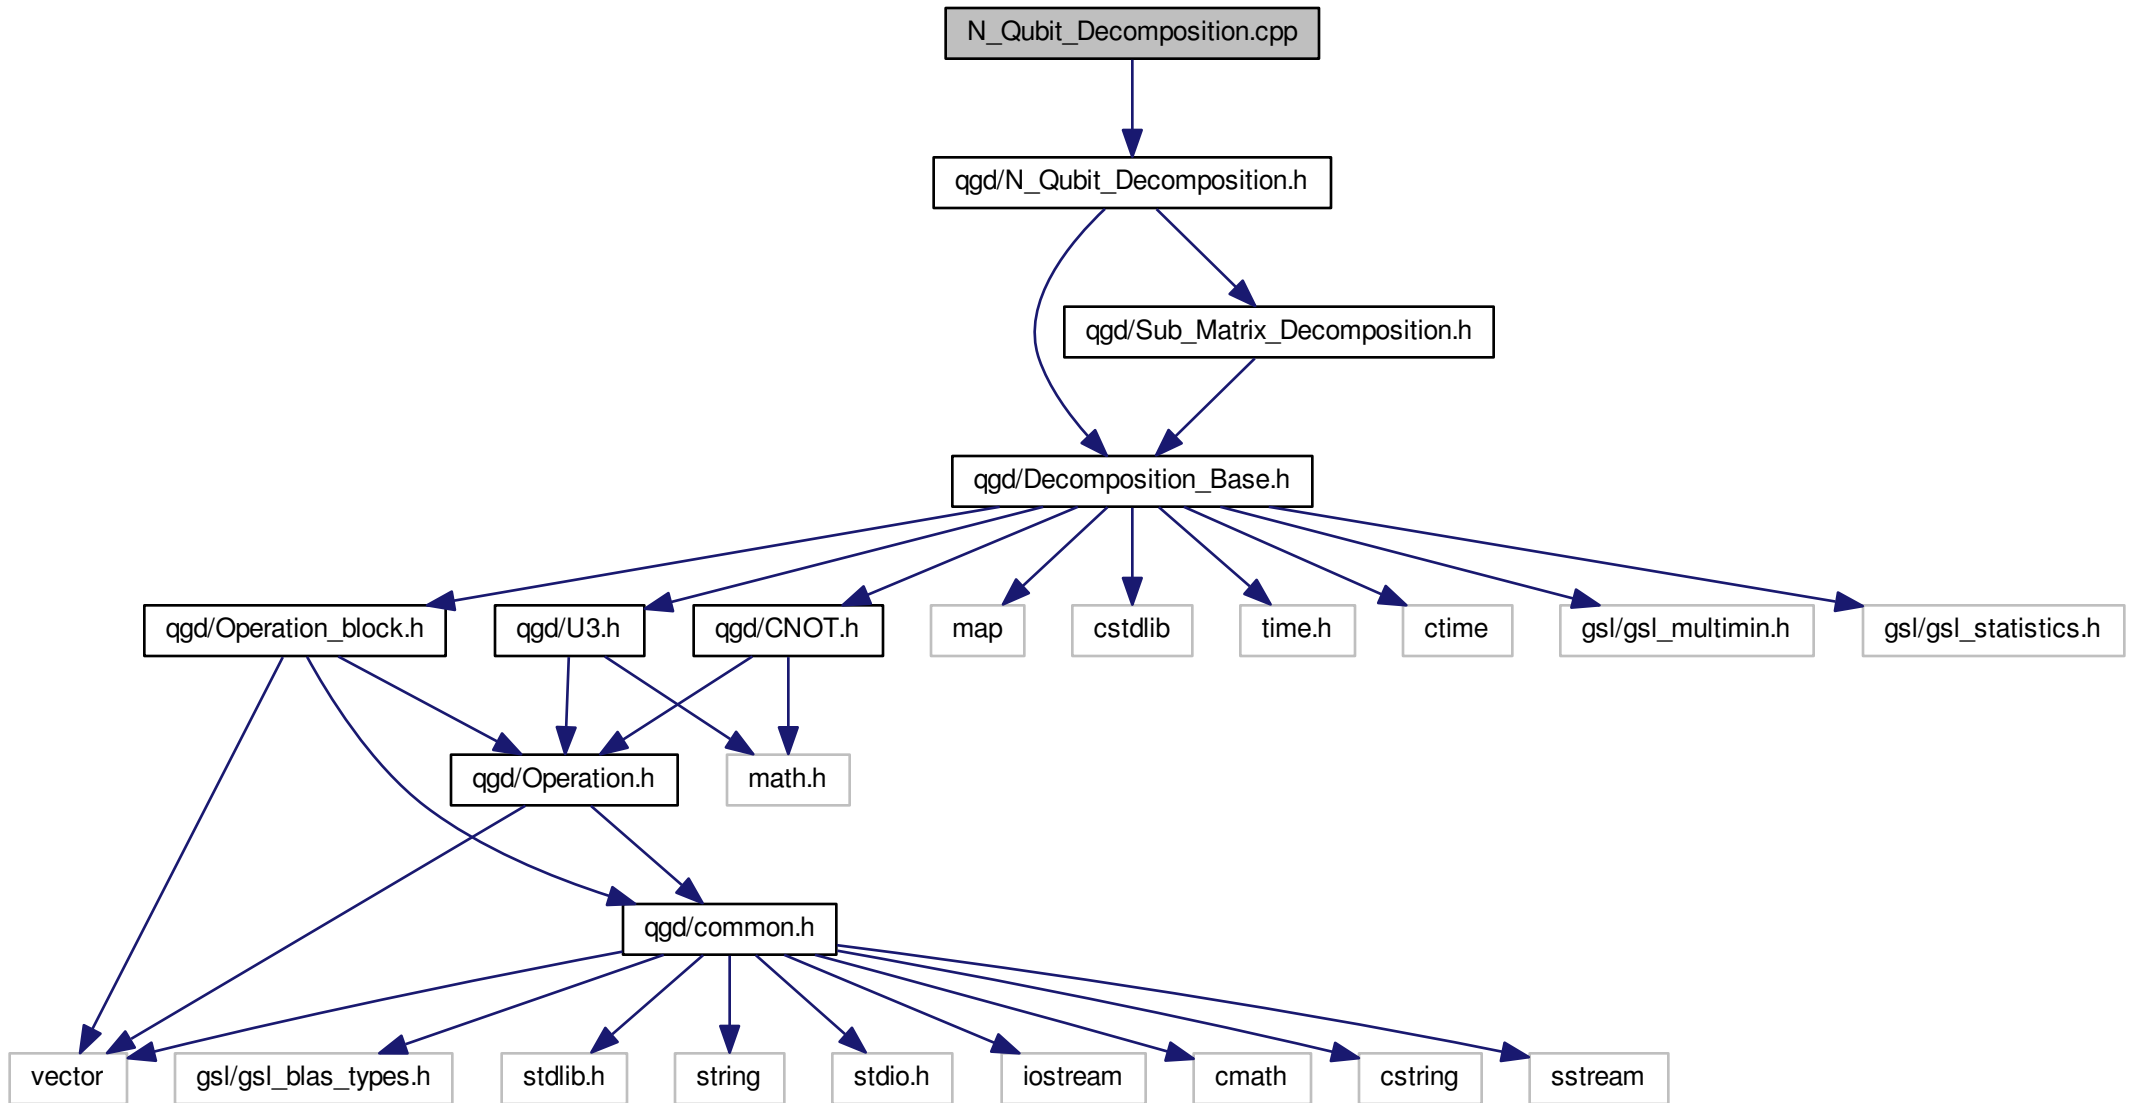 N_Qubit_Decomposition.cpp
qgd/N_Qubit_Decomposition.h
qgd/Sub_Matrix_Decomposition.h
qgd/Decomposition_Base.h
qgd/Operation_block.h
qgd/U3.h
qgd/CNOT.h
map
cstdlib
time.h
ctime
gsl/gsl_multimin.h
gsl/gsl_statistics.h
qgd/Operation.h
math.h
qgd/common.h
vector
gsl/gsl_blas_types.h
stdlib.h
string
stdio.h
iostream
cmath
cstring
sstream